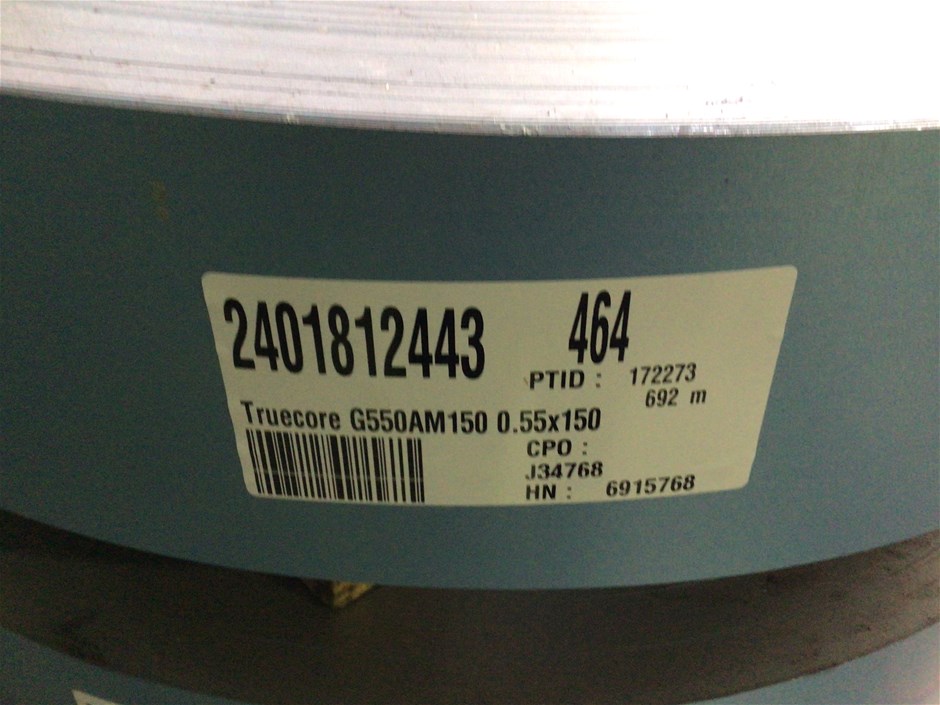 2401812443 464
PTID : 172273
692 m
Truecore G550AM150 0.55x150
CPO :
J34768
HN : 6915768